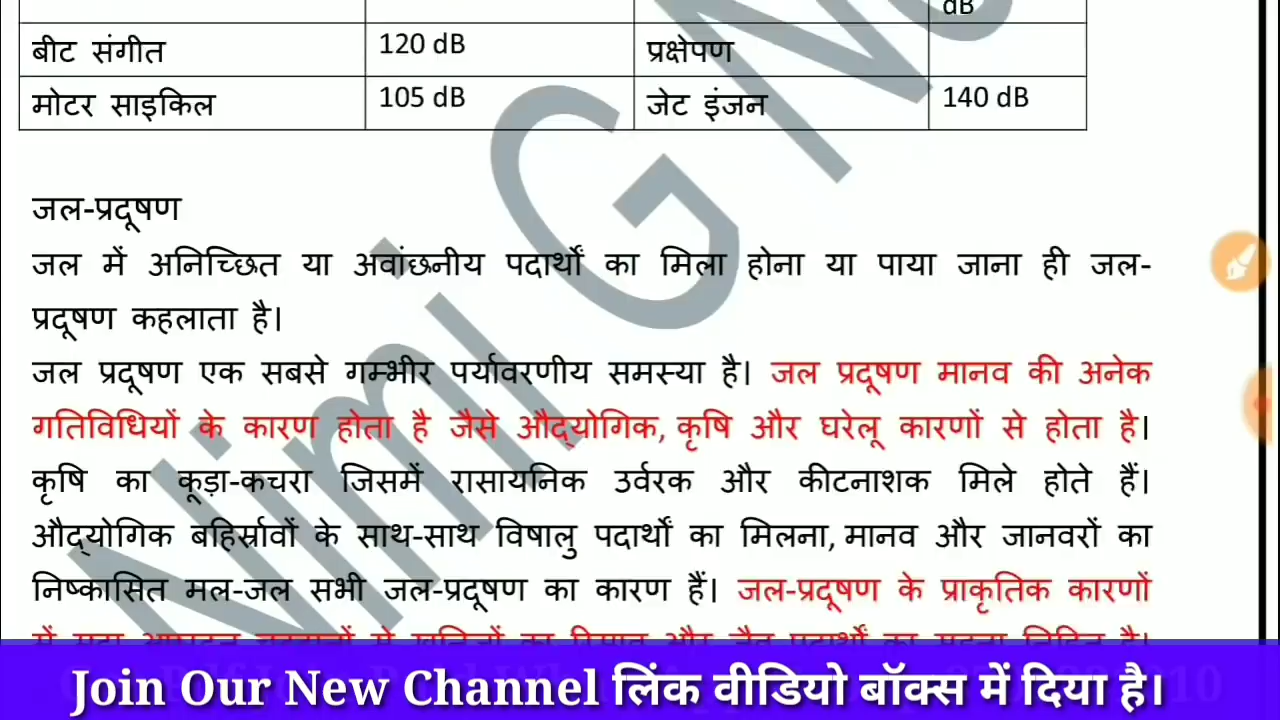 dB
बीट संगीत 120 dB प्रक्षेपण
मोटर साइकिल 105 dB जेट इंजन 140 dB
जल-प्रदूषण
जल में अनिच्छित या अवांछनीय पदार्थों का मिला होना या पाया जाना ही जल-
प्रदूषण कहलाता है।
जल प्रदूषण एक सबसे गम्भीर पर्यावरणीय समस्या है। जल प्रदूषण मानव की अनेक
गतिविधियों के कारण होता है जैसे औद्योगिक, कृषि और घरेलू कारणों से होता है।
कृषि का कूड़ा-कचरा जिसमें रासायनिक उर्वरक और कीटनाशक मिले होते हैं।
औद्योगिक बहिर्स्रावों के साथ-साथ विषालु पदार्थों का मिलना, मानव और जानवरों का
निष्कासित मल-जल सभी जल-प्रदूषण का कारण हैं। जल-प्रदूषण के प्राकृतिक कारणों
Nimi G
Join Our New Channel लिंक वीडियो बॉक्स में दिया है।